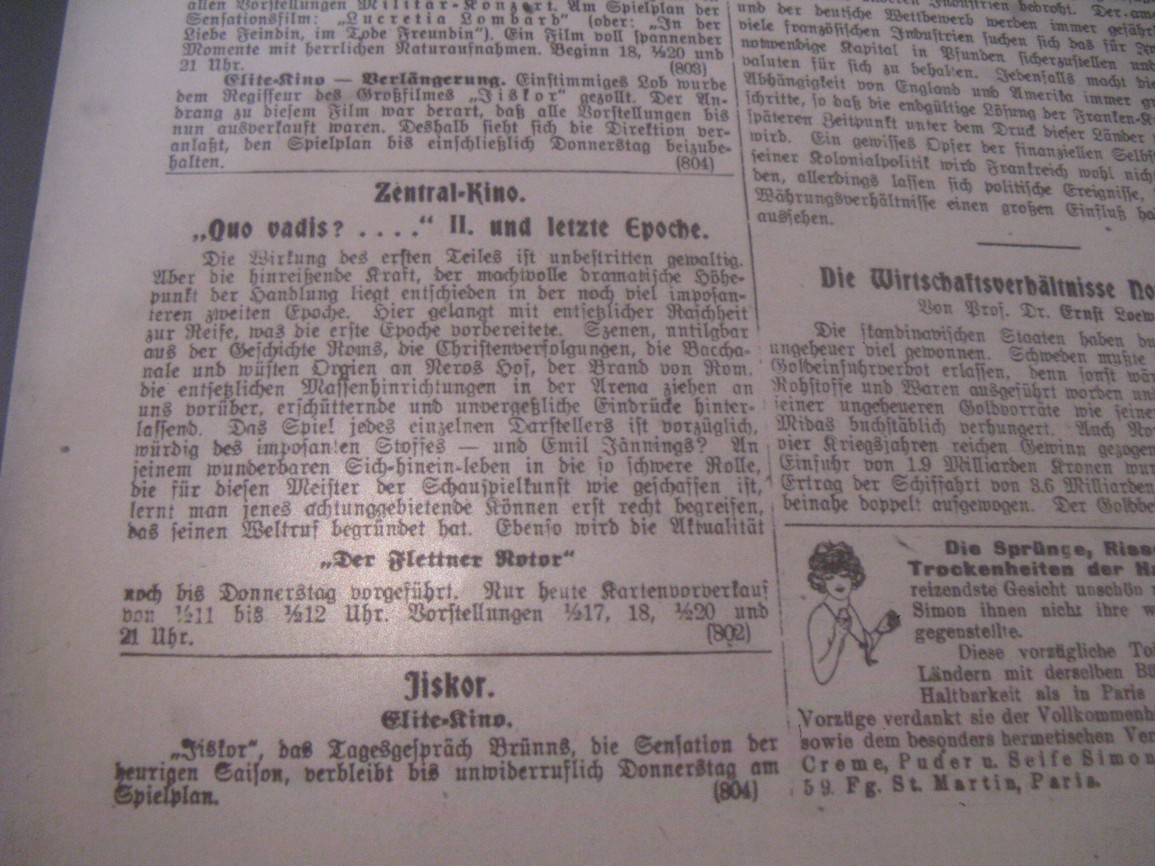 allen Vorstellungen Militär-Konzert. Am Spielplan der
Sensationsfilm: „Lucretia Lombard“ (oder: „In der
Liebe Feindin, im Tode Freundin“). Ein Film voll spannender
Momente mit herrlichen Naturaufnahmen. Beginn 18, ½20 und
21 Uhr. (803)
Elite-Kino — Verlängerung. Einstimmiges Lob wurde
dem Regisseur des Großfilmes „Jiskor“ gezollt. Der An-
drang zu diesem Film war derart, daß alle Vorstellungen bis
nun ausverkauft waren. Deshalb sieht sich die Direktion ver-
anlaßt, den Spielplan bis einschließlich Donnerstag beizube-
halten. (804)
Zentral-Kino.
„Quo vadis? . . . .“ II. und letzte Epoche.
Die Wirkung des ersten Teiles ist unbestritten gewaltig.
Aber die hinreißende Kraft, der machtvolle dramatische Höhe-
punkt der Handlung liegt entschieden in der noch viel imposan-
teren zweiten Epoche. Hier gelangt mit entsetzlicher Raschheit
zur Reife, was die erste Epoche vorbereitete. Szenen, untilgbar
aus der Geschichte Roms, die Christenverfolgungen, die Baccha-
nale und wüsten Orgien an Neros Hof, der Brand von Rom.
die entsetzlichen Massenhinrichtungen in der Arena ziehen an
uns vorüber, erschütternde und unvergeßliche Eindrücke hinter-
lassend. Das Spiel jedes einzelnen Darstellers ist vorzüglich,
würdig des imposanten Stoffes — und Emil Jannings? An
seinem wunderbaren Sich-hinein-leben in die so schwere Rolle,
die für diesen Meister der Schauspielkunst wie geschaffen ist,
lernt man jenes achtunggebietende Können erst recht begreifen,
das seinen Weltruf begründet hat. Ebenso wird die Aktualität
„Der Flettner Rotor“
noch bis Donnerstag vorgeführt. Nur heute Kartenvorverkauf
von ½11 bis ½12 Uhr. Vorstellungen ½17, 18, ½20 und
21 Uhr. (802)
Jiskor.
Elite-Kino.
„Jiskor“, das Tagesgespräch Brünns, die Sensation der
heurigen Saison, verbleibt bis unwiderruflich Donnerstag am
Spielplan. (804)
Industrien bedroht.
und der deutsche Wettbewerb werden immer
viele französischen Industrien suchen sich das für
notwendige Kapital in Pfunden sicherzustellen und
valuten für sich zu behalten. Jedenfalls macht die
Abhängigkeit von England und Amerika immer
schritte, so daß die endgültige Lösung der Franken-
späteren Zeitpunkt unter dem Druck dieser Länder
wird. Ein gewisses Opfer der finanziellen
seiner Kolonialpolitik wird Frankreich wohl
den, allerdings lassen sich politische Ereignisse,
Währungsverhältnisse einen großen Einfluß
aussehen.
Die Wirtschaftsverhältnisse
Von Prof. Dr. Ernst
Die skandinavischen Staaten haben
ungeheuer viel gewonnen. Schweden mußte
Goldeinfuhrverbot erlassen, denn sonst
Rohstoffe und Waren ausgeführt worden
seiner ungeheueren Goldvorräte wie
Midas buchstäblich verhungert. Auch
vier Kriegsjahren reichen Gewinn
Einfuhr von 1.9 Milliarden Kronen
Ertrag der Schiffahrt von 3.6 Milliarden
beinahe doppelt aufgewogen. Der
Die Sprünge,
Trockenheiten der
reizendste Gesicht unschön
Simon ihnen nicht ihre
gegenstellte.
Diese vorzügliche
Ländern mit derselben
Haltbarkeit als in Paris
Vorzüge verdankt sie der
sowie dem besonders hermetischen
Creme, Puder u. Seife Simon
59. Fg. St. Martin, Paris.